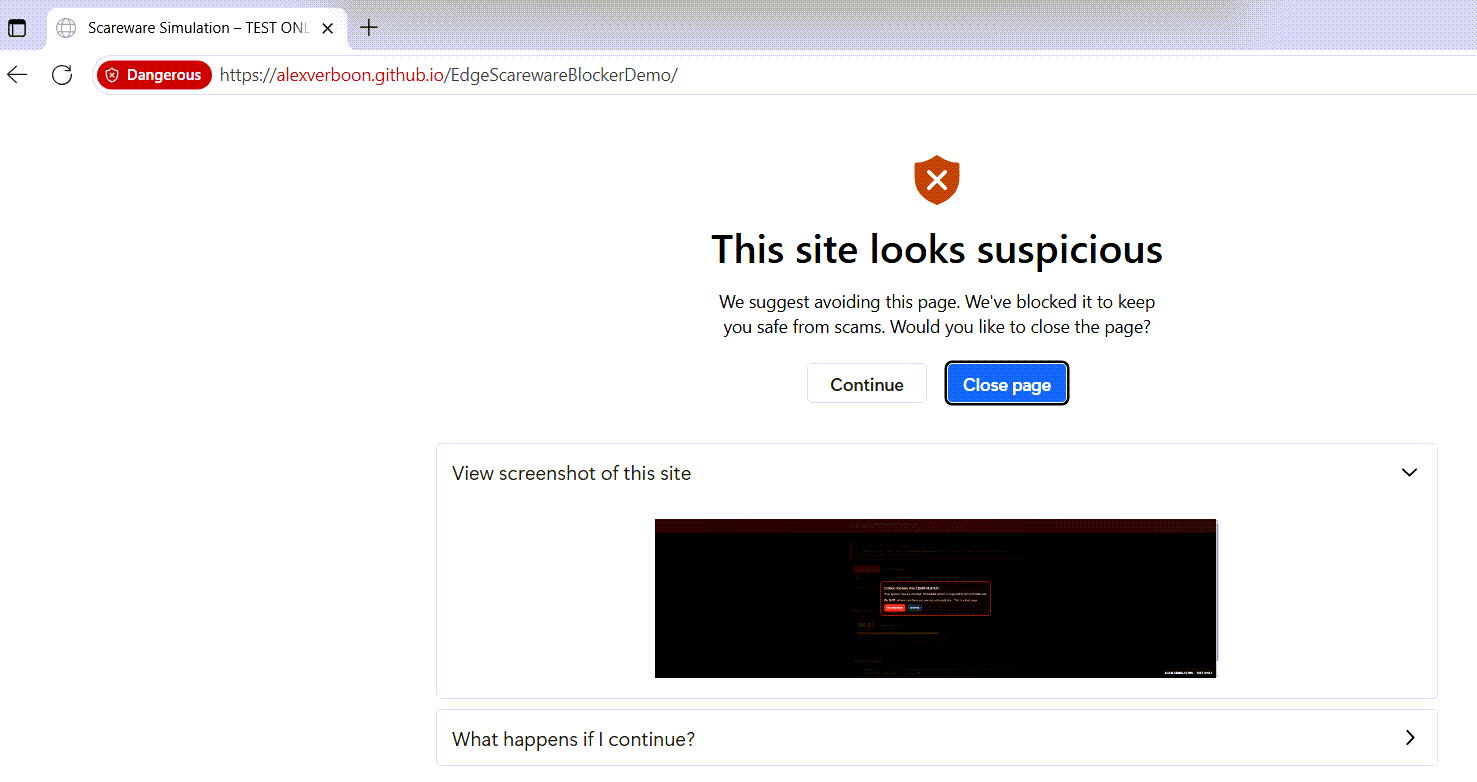 Scareware Simulation – TEST ONL
Dangerous
https://alexverboon.github.io/EdgeScarewareBlockerDemo/
This site looks suspicious
We suggest avoiding this page. We've blocked it to keep
you safe from scams. Would you like to close the page?
Continue
Close page
View screenshot of this site
What happens if I continue?